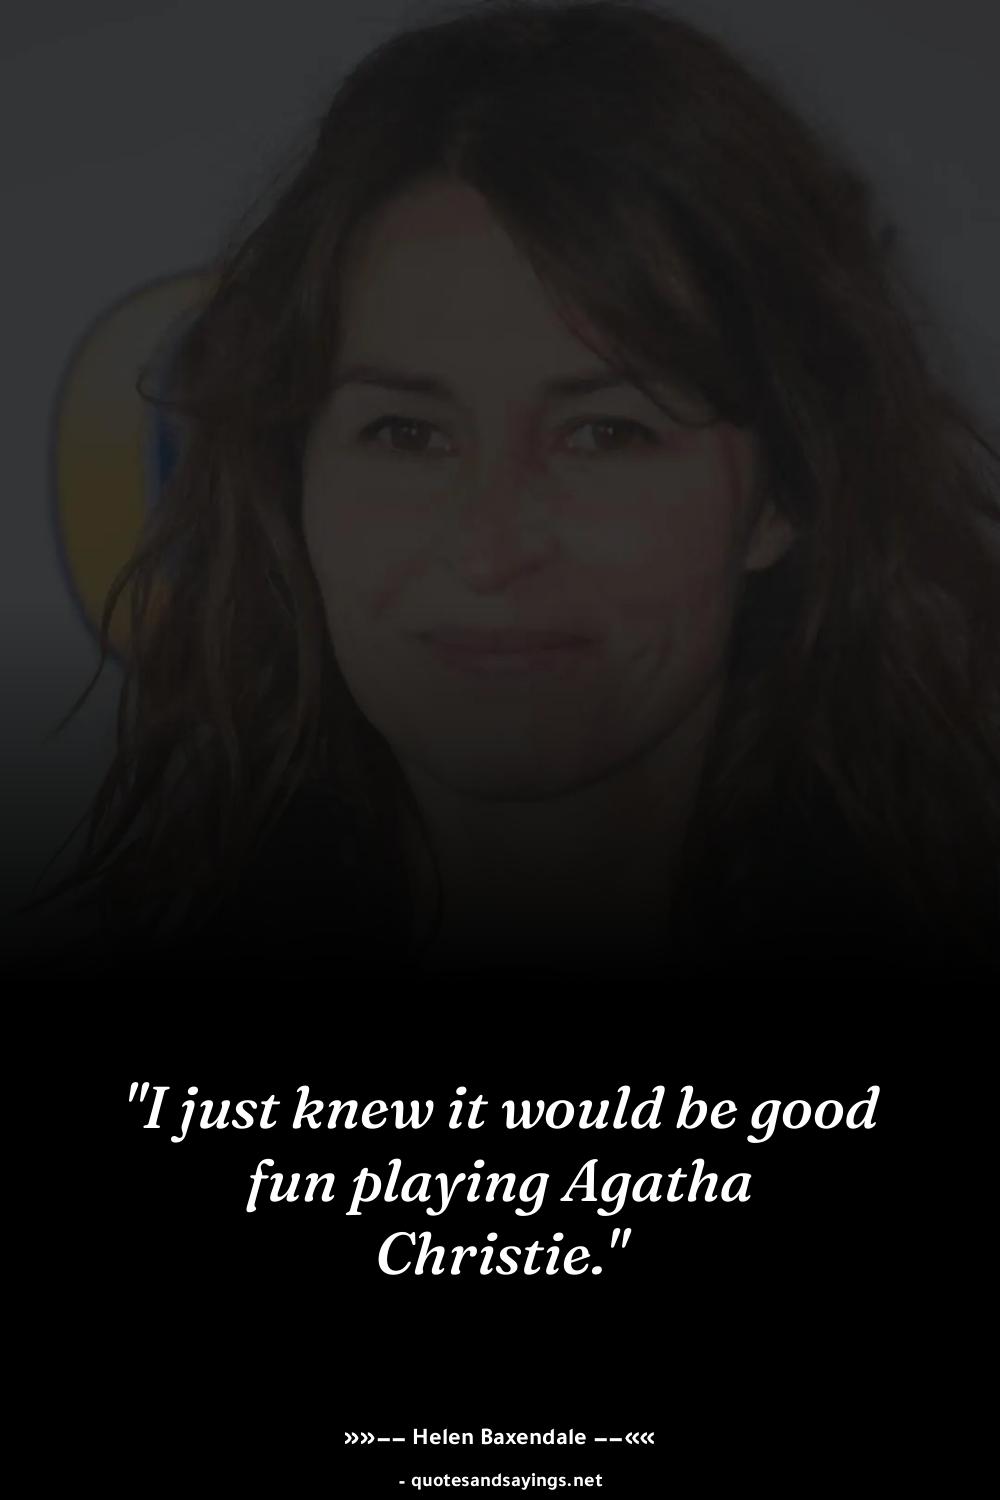 "I just knew it would be good
fun playing Agatha
Christie."
»»–– Helen Baxendale ––««
- quotesandsayings.net